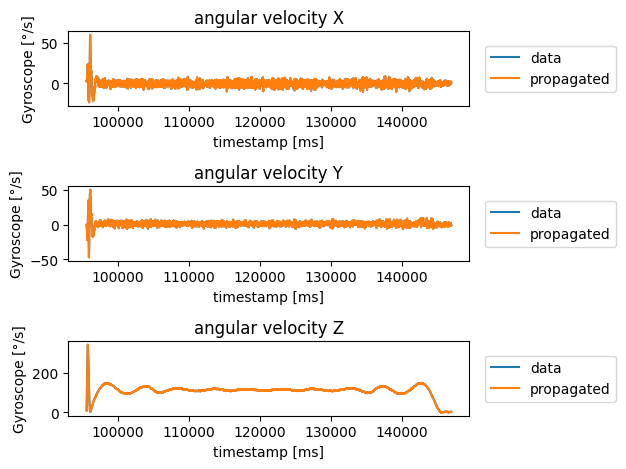 angular velocity X
Gyroscope [°/s]
50
0
100000 110000 120000 130000 140000
timestamp [ms]
data
propagated
angular velocity Y
Gyroscope [°/s]
50
0
−50
100000 110000 120000 130000 140000
timestamp [ms]
data
propagated
angular velocity Z
Gyroscope [°/s]
200
0
100000 110000 120000 130000 140000
timestamp [ms]
data
propagated